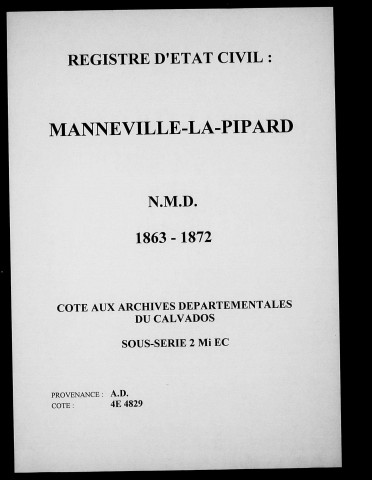 REGISTRE D'ETAT CIVIL :
MANNEVILLE-LA-PIPARD
N.M.D.
1863 - 1872
COTE AUX ARCHIVES DEPARTEMENTALES
DU CALVADOS
SOUS-SERIE 2 Mi EC
PROVENANCE : A.D.
COTE : 4E 4829